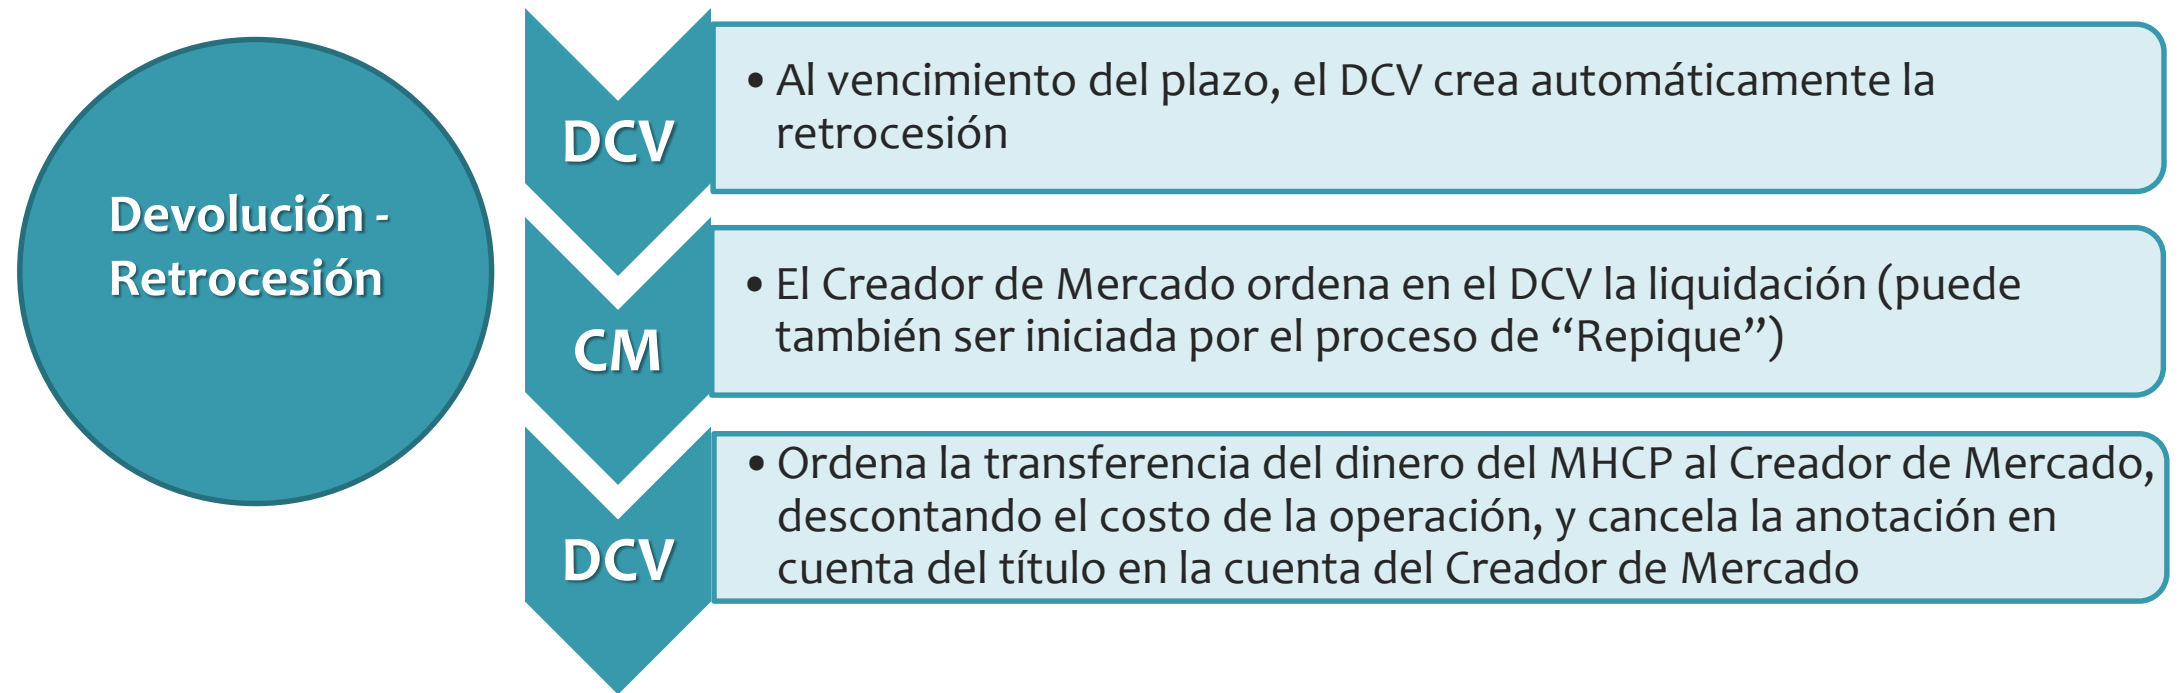 Devolución -
Retrocesión
DCV
• Al vencimiento del plazo, el DCV crea automáticamente la
retrocesión
CM
• El Creador de Mercado ordena en el DCV la liquidación (puede
también ser iniciada por el proceso de “Repique”)
DCV
• Ordena la transferencia del dinero del MHCP al Creador de Mercado,
descontando el costo de la operación, y cancela la anotación en
cuenta del título en la cuenta del Creador de Mercado